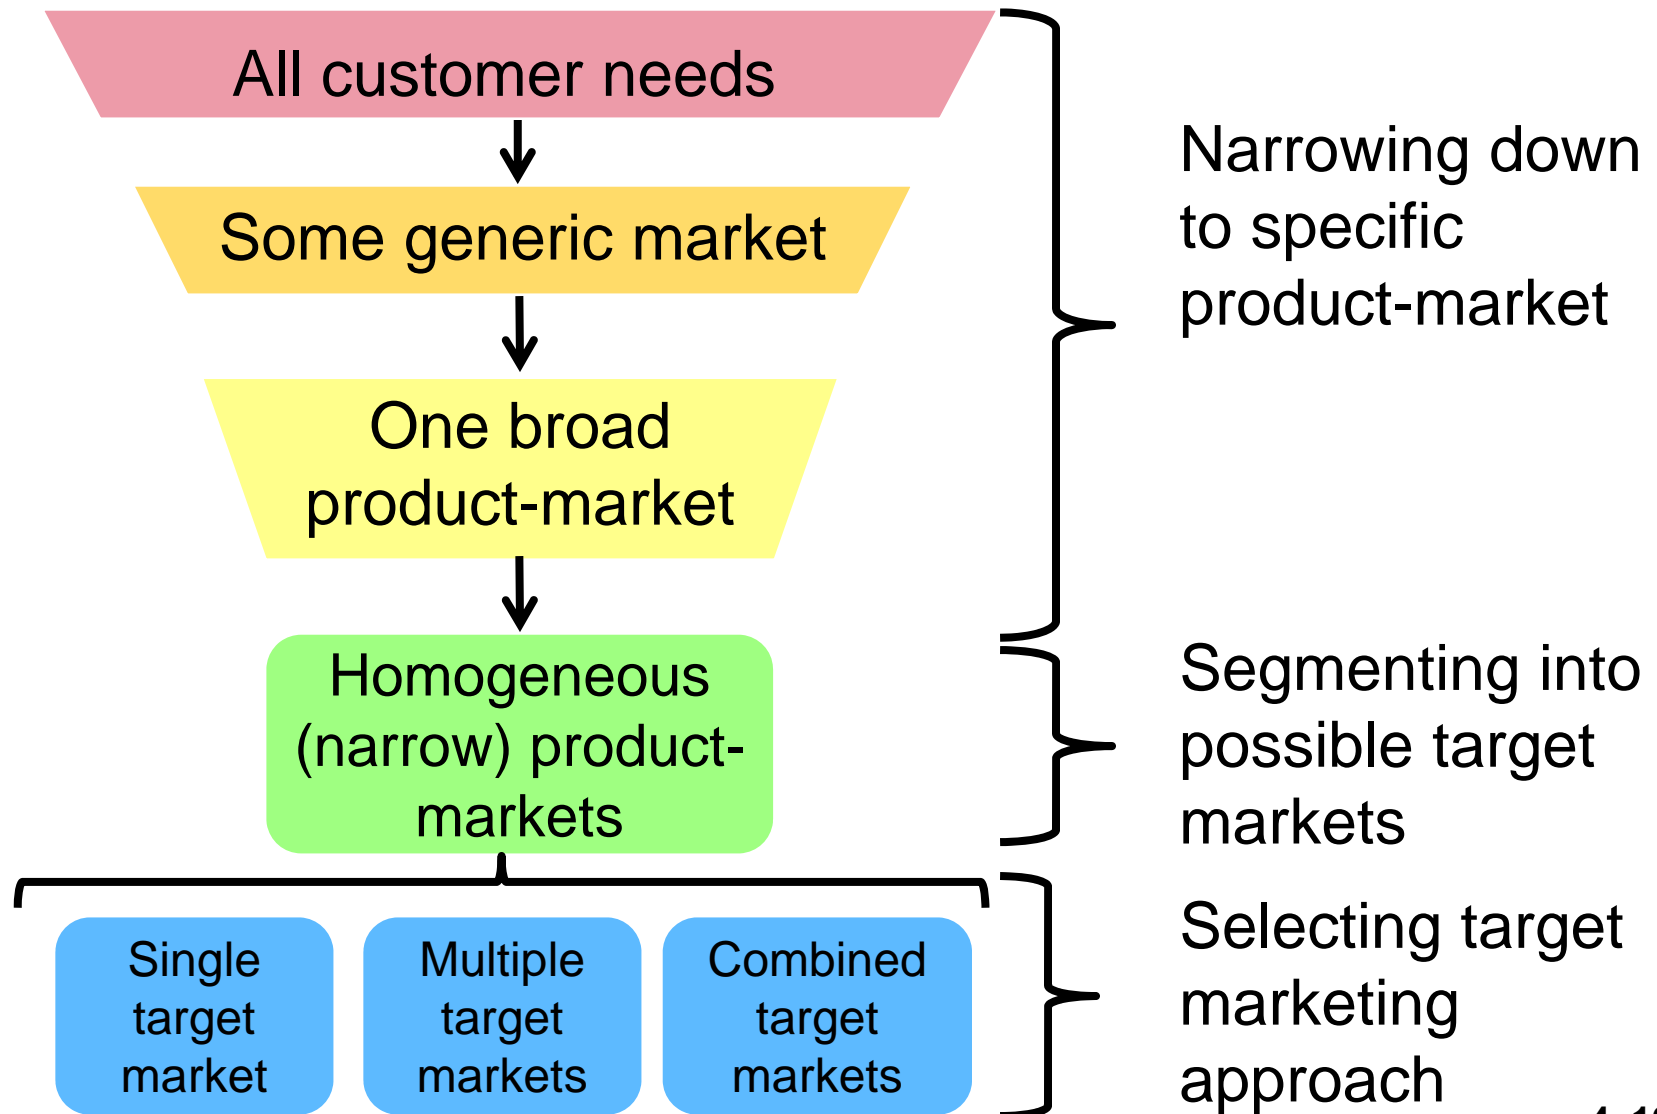 All customer needs
Some generic market
One broad
product-market
Homogeneous
(narrow) product-
markets
Single
target
market
Multiple
target
markets
Combined
target
markets
Narrowing down
to specific
product-market
Segmenting into
possible target
markets
Selecting target
marketing
approach